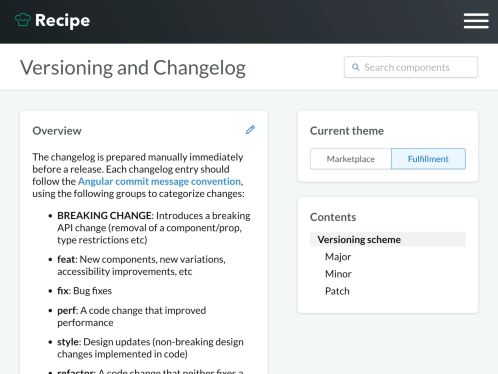 Recipe
Versioning and Changelog
Search components
Overview
The changelog is prepared manually immediately
before a release. Each changelog entry should
follow the Angular commit message convention,
using the following groups to categorize changes:
• BREAKING CHANGE: Introduces a breaking
API change (removal of a component/prop,
type restrictions etc)
• feat: New components, new variations,
accessibility improvements, etc
• fix: Bug fixes
• perf: A code change that improved
performance
• style: Design updates (non-breaking design
changes implemented in code)
• refactor: A code change that neither fixes a
Current theme
Marketplace
Fulfillment
Contents
Versioning scheme
Major
Minor
Patch